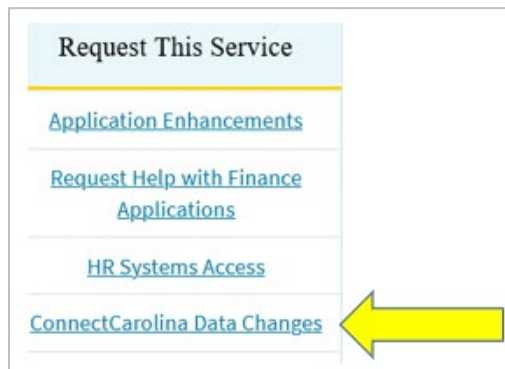 Request This Service
Application Enhancements
Request Help with Finance
Applications
HR Systems Access
ConnectCarolina Data Changes